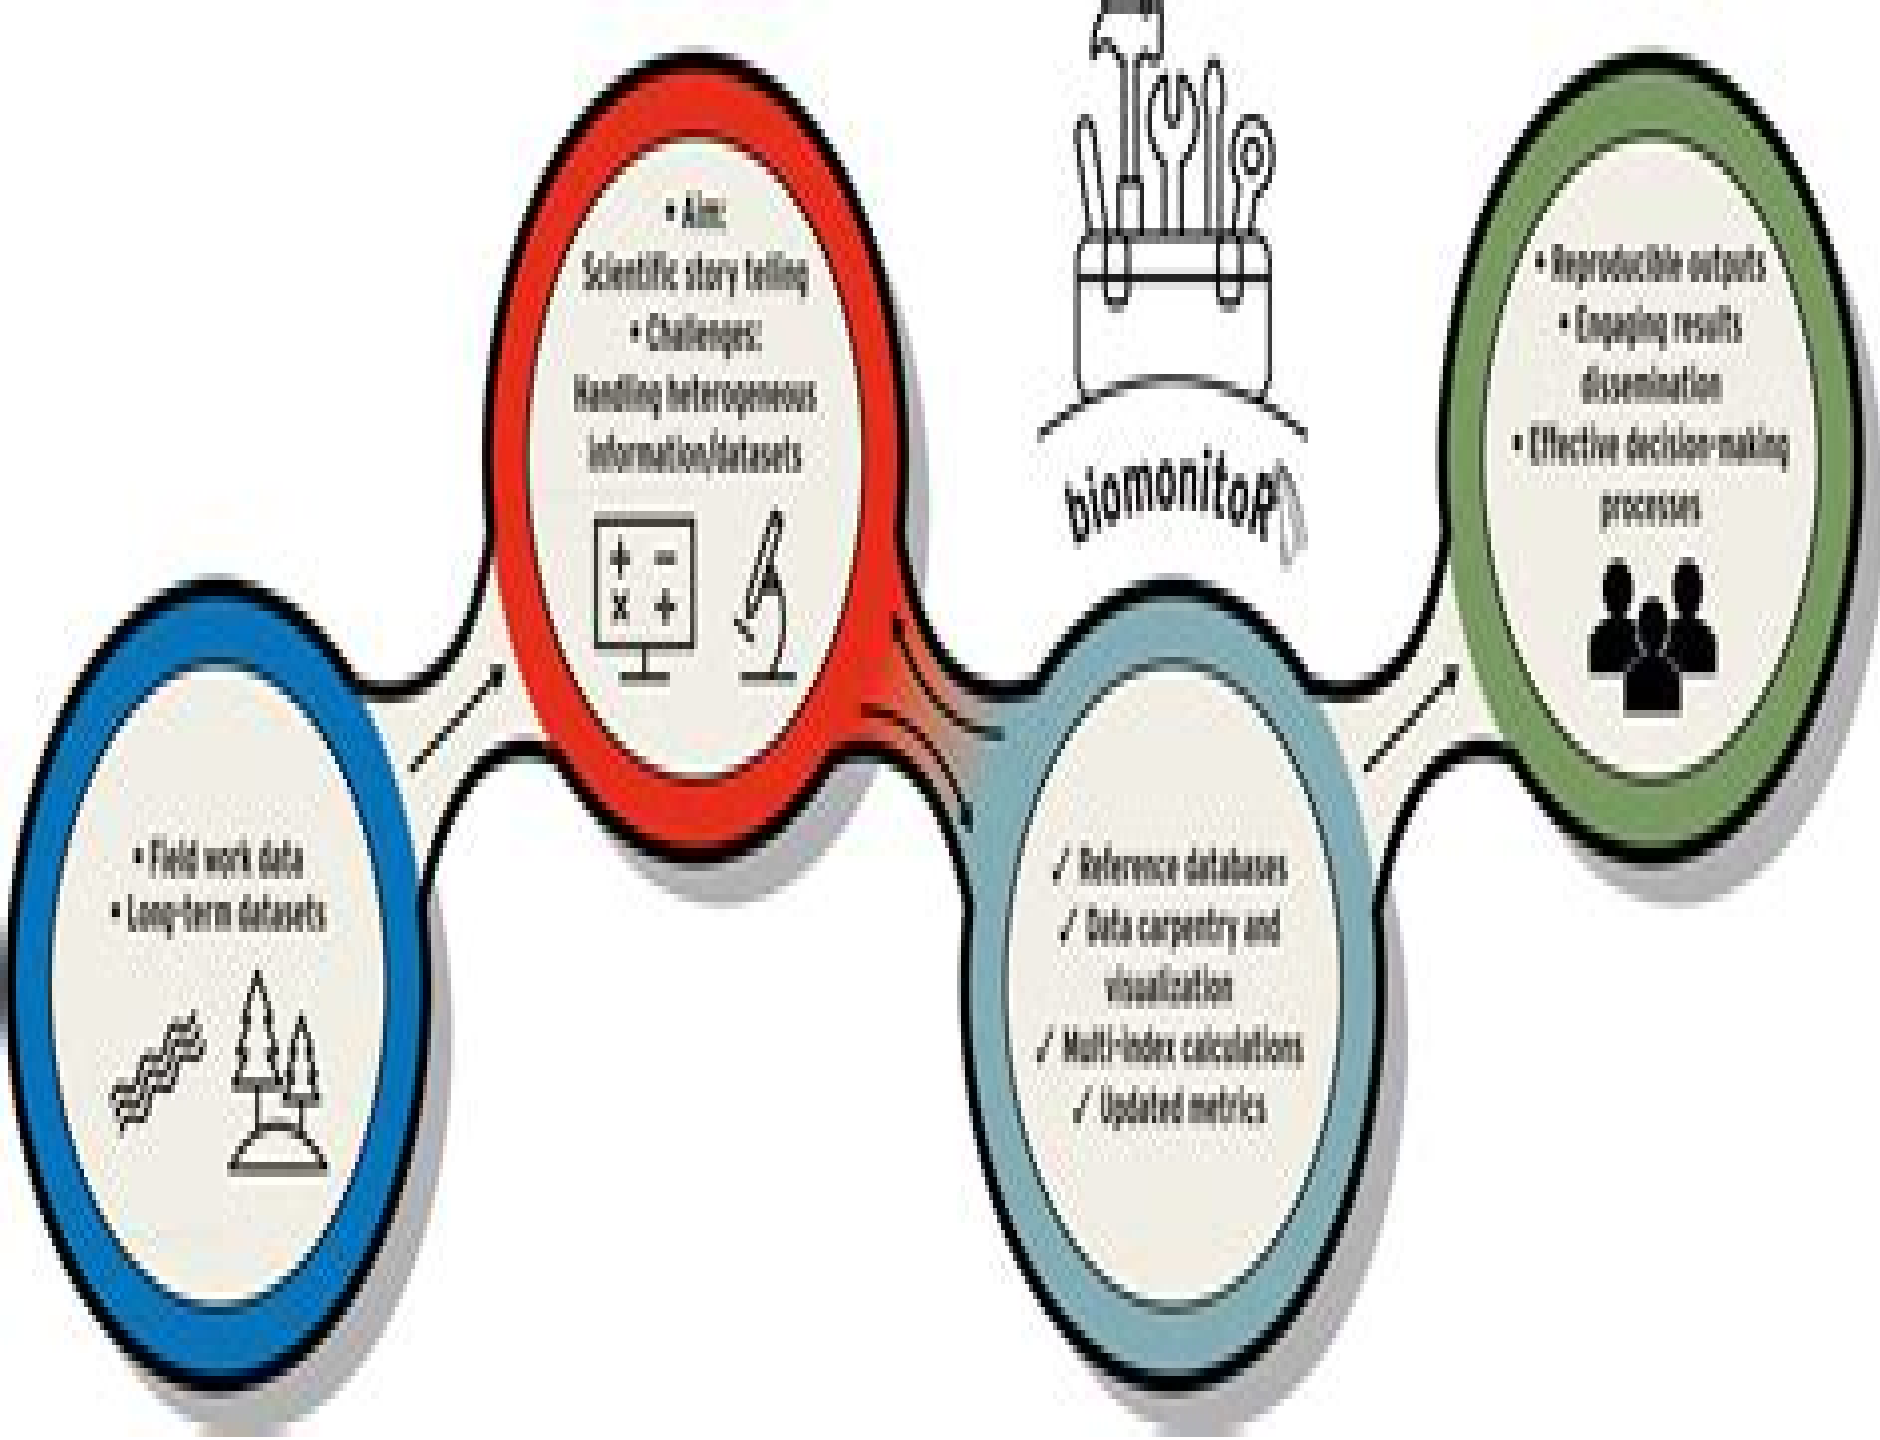 • Field work data
• Long-term datasets
• Aim:
Scientific story telling
• Challenges:
Handling heterogeneous
information/datasets
+ −
x ÷
biomonitoR
✓ Reference databases
✓ Data carpentry and
visualization
✓ Multi-index calculations
✓ Updated metrics
• Reproducible outputs
• Engaging results
dissemination
• Effective decision-making
processes